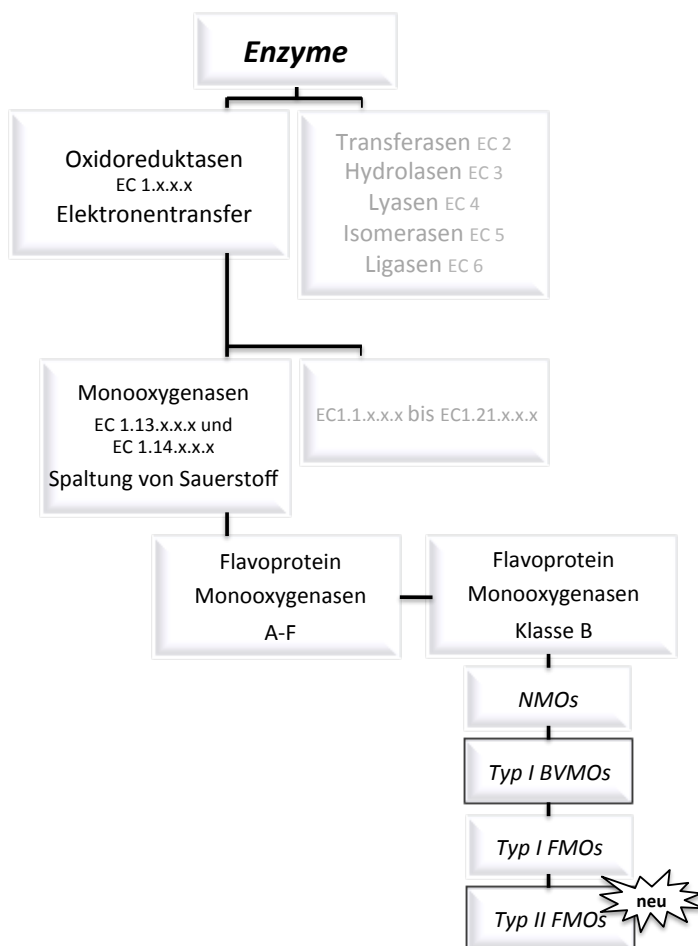 Enzyme
Oxidoreduktasen
EC 1.x.x.x
Elektronentransfer
Transferasen EC 2
Hydrolasen EC 3
Lyasen EC 4
Isomerasen EC 5
Ligasen EC 6
Monooxygenasen
EC 1.13.x.x.x und
EC 1.14.x.x.x
Spaltung von Sauerstoff
EC1.1.x.x.x bis EC1.21.x.x.x
Flavoprotein
Monooxygenasen
A-F
Flavoprotein
Monooxygenasen
Klasse B
NMOs
Typ I BVMOs
Typ I FMOs
neu
Typ II FMOs